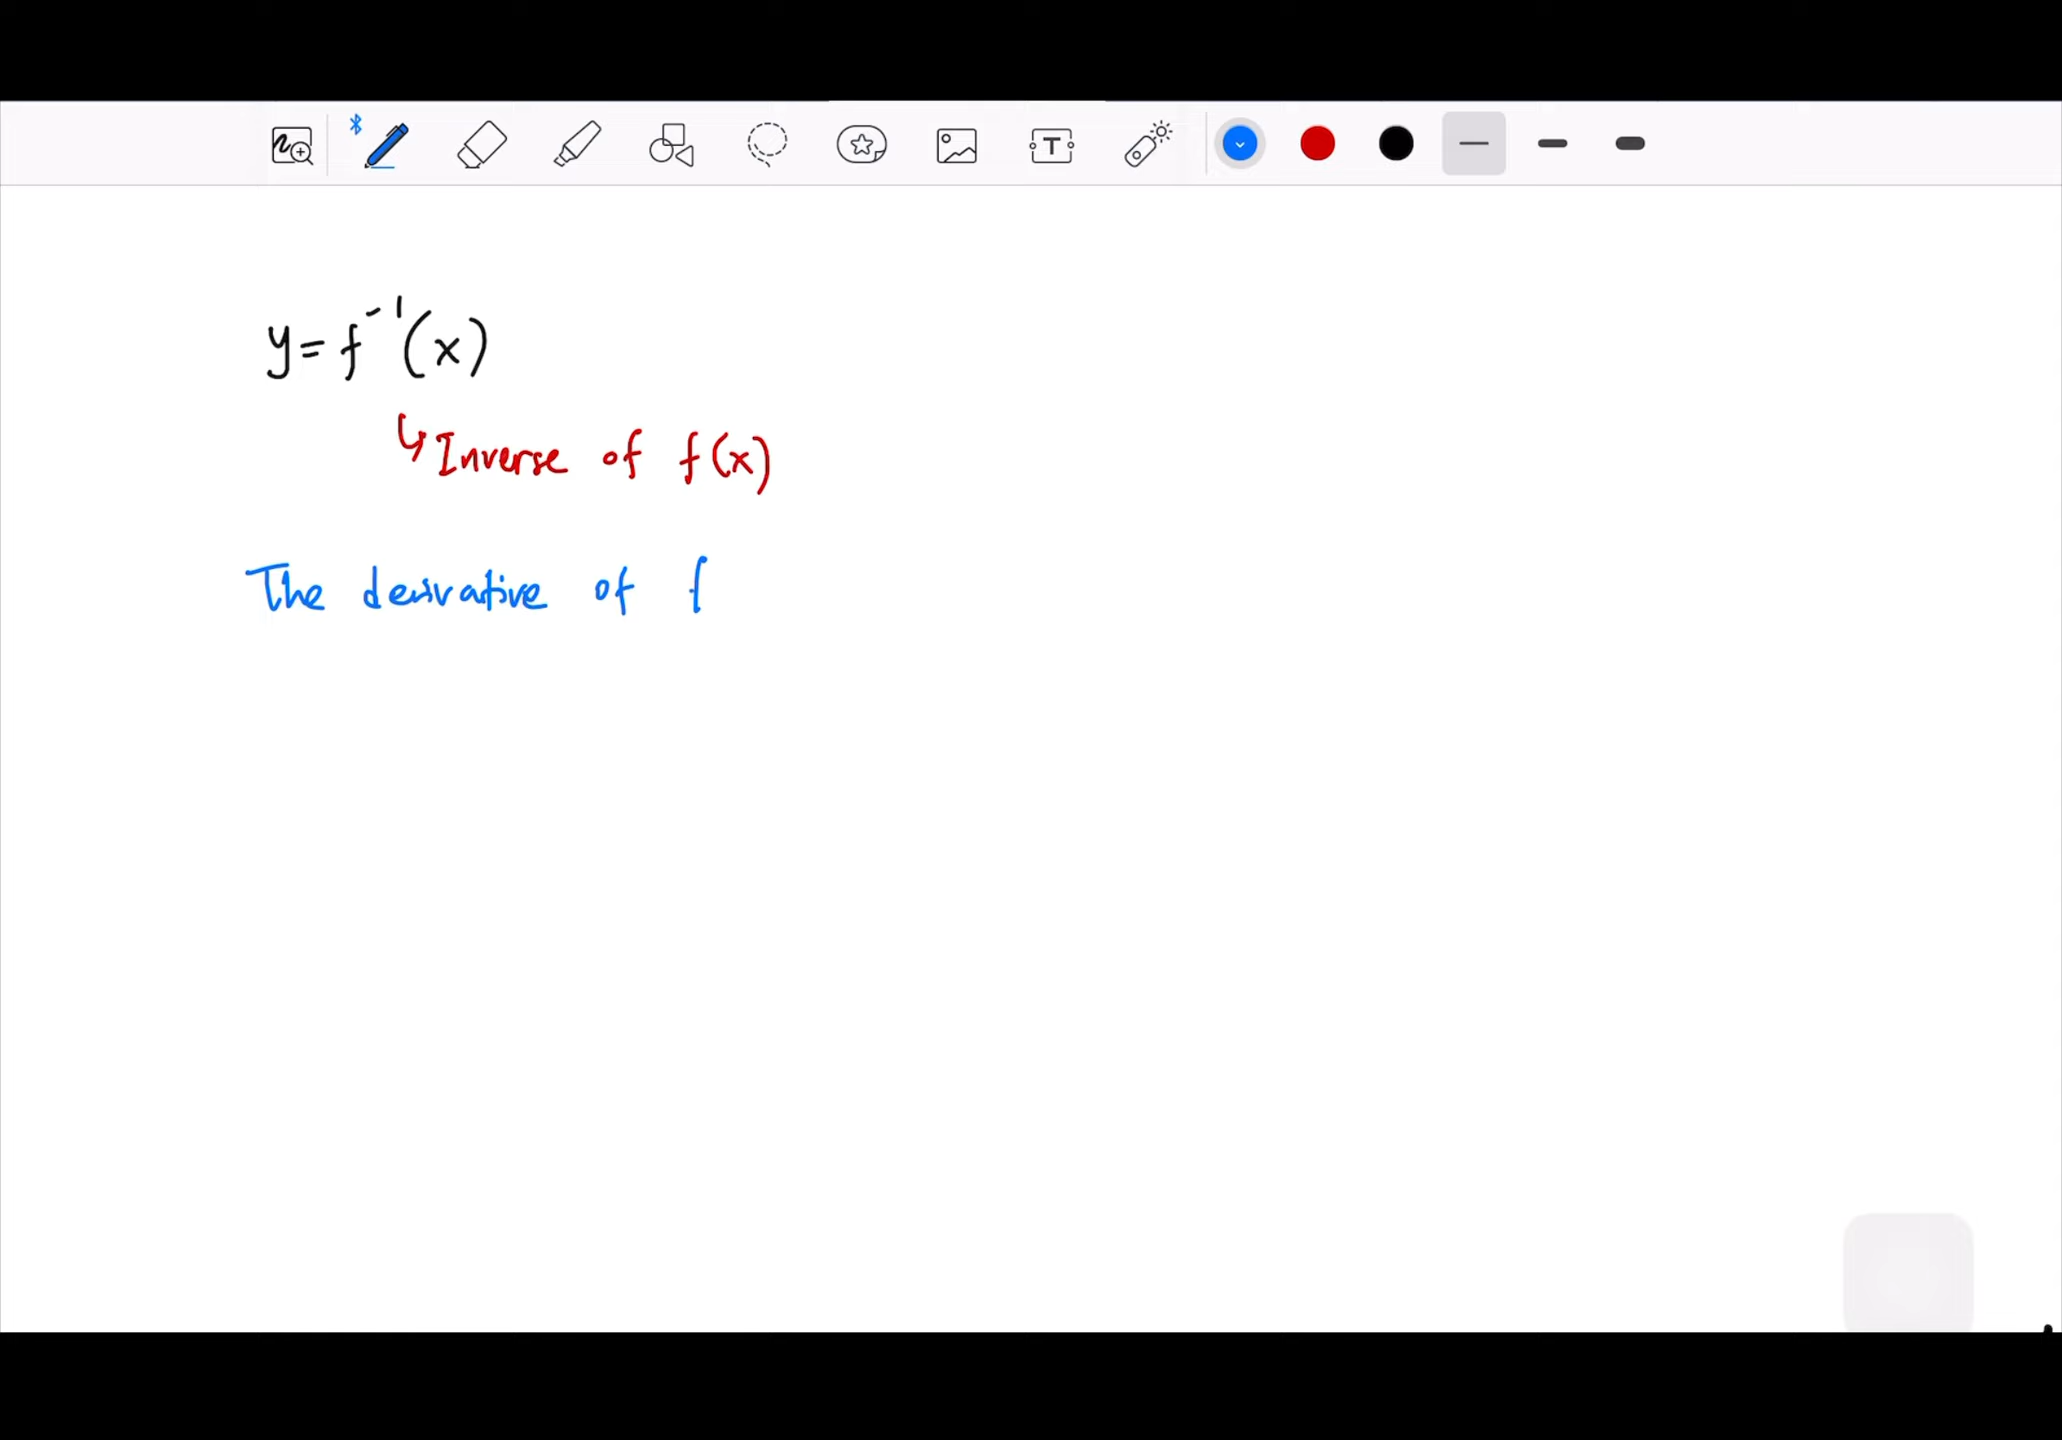 y = f⁻¹(x)
↳ Inverse of f(x)
The derivative of f